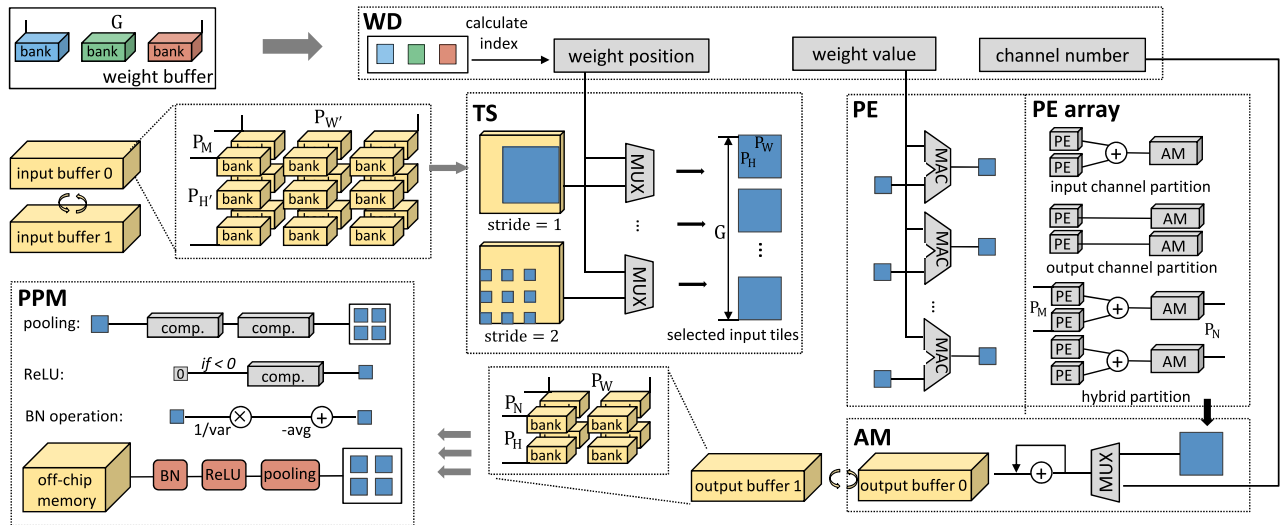 G
bank bank bank
weight buffer
WD
calculate
index
weight position
weight value
channel number
input buffer 0
input buffer 1
P_W'
P_M
P_H'
bank bank bank
bank bank bank
bank bank bank
TS
stride = 1
stride = 2
MUX
...
MUX
P_W
P_H
G
...
selected input tiles
PE
MAC
MAC
...
MAC
PE array
PE
PE
+
AM
input channel partition
PE AM
PE AM
output channel partition
P_M
PE
PE
+
AM
P_N
PE
PE
+
AM
hybrid partition
PPM
pooling:
comp. comp.
ReLU:
0
if < 0
comp.
BN operation:
× +
1/var -avg
off-chip
memory
BN ReLU pooling
P_W
P_N
P_H
bank bank
bank bank
output buffer 1
output buffer 0
AM
+
MUX